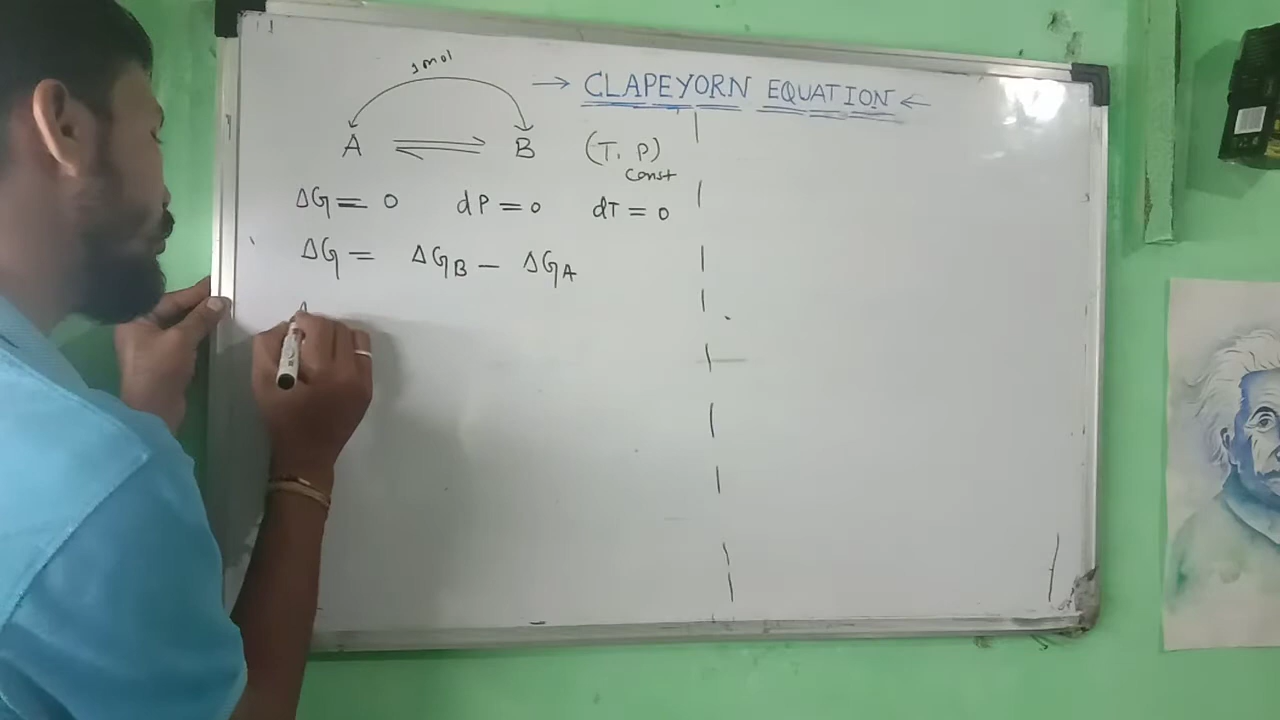 1 mol
→ CLAPEYORN EQUATION ←
A ⇌ B (T, P)
const
ΔG = 0 dP = 0 dT = 0
ΔG = ΔG_B − ΔG_A